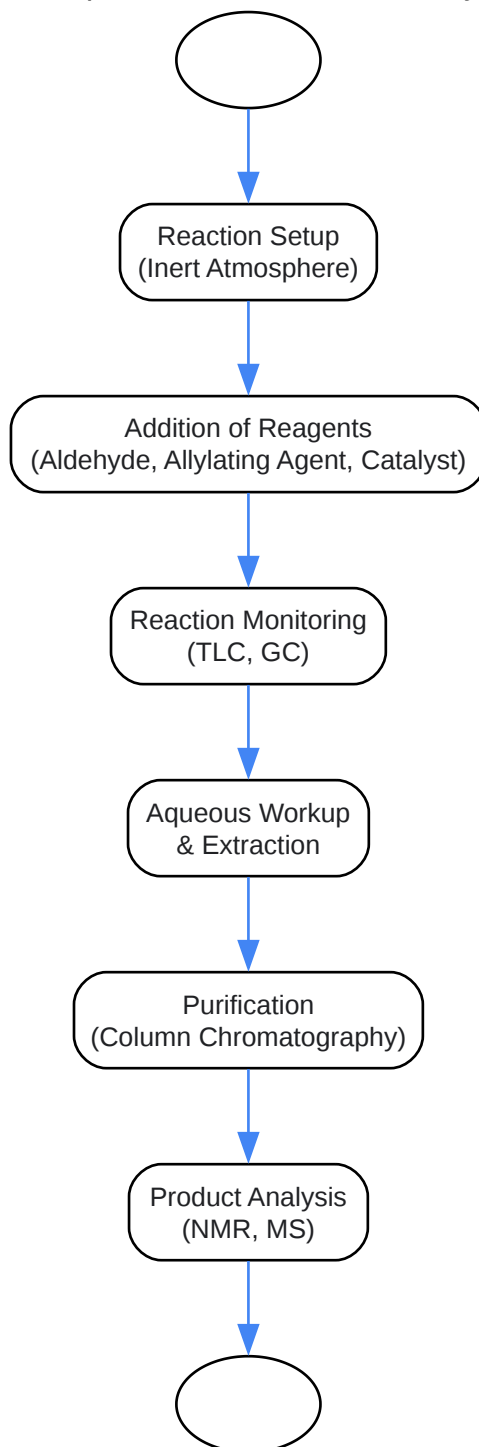 Reaction Setup
(Inert Atmosphere)
Addition of Reagents
(Aldehyde, Allylating Agent, Catalyst)
Reaction Monitoring
(TLC, GC)
Aqueous Workup
& Extraction
Purification
(Column Chromatography)
Product Analysis
(NMR, MS)